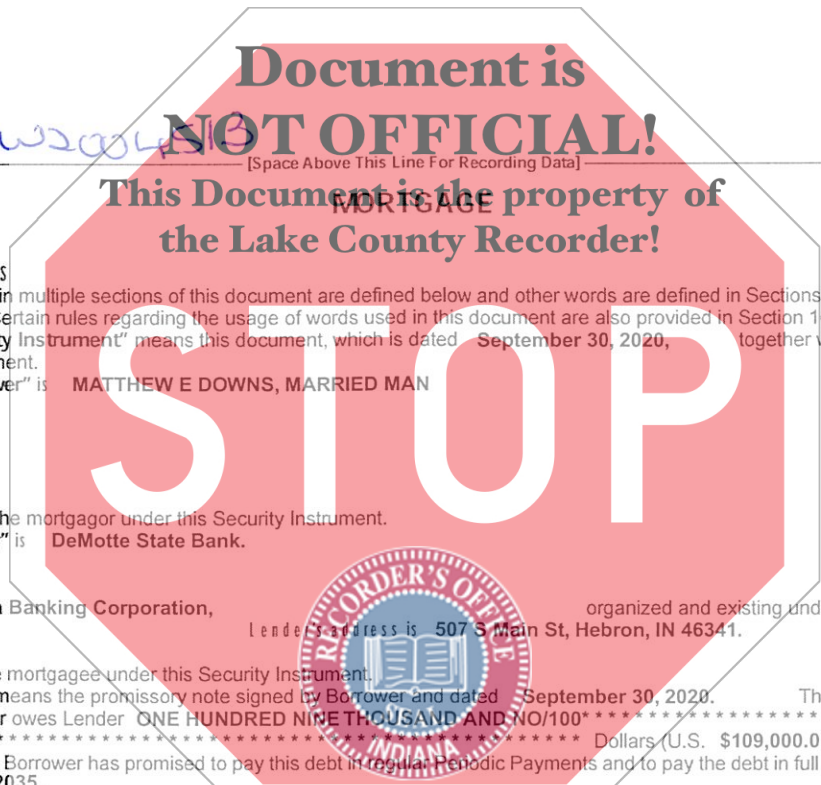 Document is
NOT OFFICIAL!
W2004513
[Space Above This Line For Recording Data]
This Document is the property of
MORTGAGE
the Lake County Recorder!
in multiple sections of this document are defined below and other words are defined in Sections
ertain rules regarding the usage of words used in this document are also provided in Section 1
y Instrument" means this document, which is dated September 30, 2020, together
ent.
er" is MATTHEW E DOWNS, MARRIED MAN
STOP
he mortgagor under this Security Instrument.
" is DeMotte State Bank.
Banking Corporation, organized and existing und
Lender's address is 507 S Main St, Hebron, IN 46341.
RECORDER'S OFFICE
SEAL
INDIANA
mortgagee under this Security Instrument.
means the promissory note signed by Borrower and dated September 30, 2020. Th
r owes Lender ONE HUNDRED NINE THOUSAND AND NO/100* * * * * * * * * * * * * * * * * * *
* * * * * * * * * * * * * * * * * * * * * * * * * * * * * * * * * * * * * * * * * * * Dollars (U.S. $109,000.0
Borrower has promised to pay this debt in regular Periodic Payments and to pay the debt in full
2035